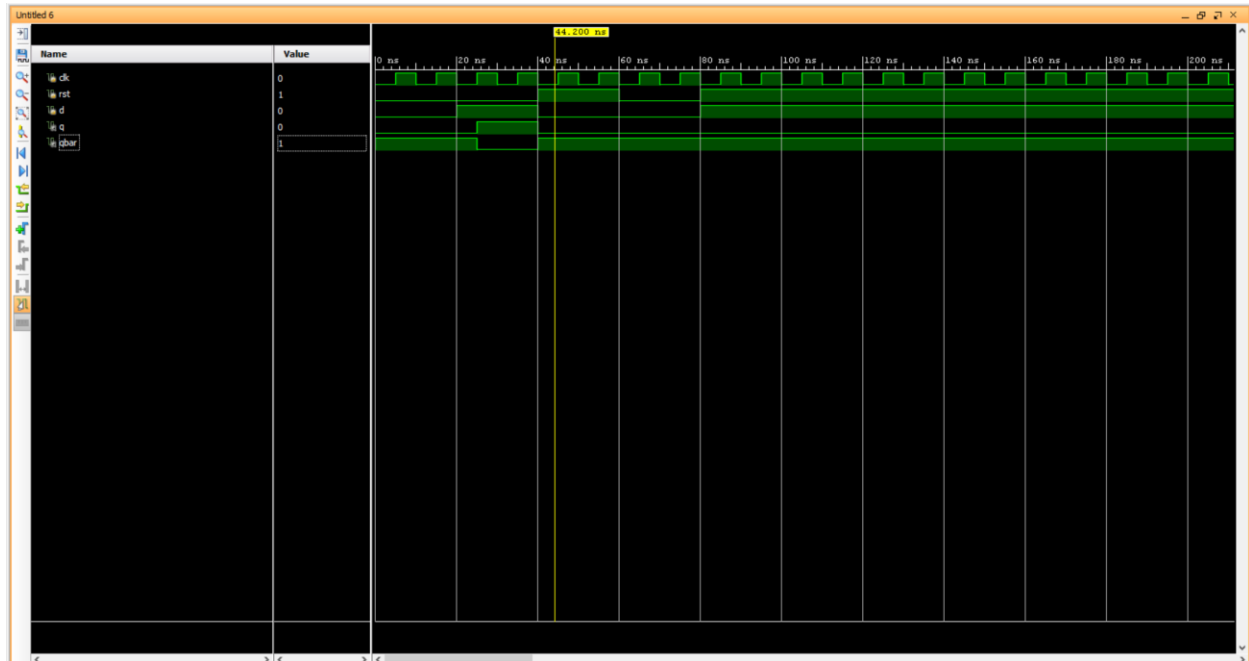 Untitled 6
44.200 ns
Name Value
0 ns 20 ns 40 ns 60 ns 80 ns 100 ns 120 ns 140 ns 160 ns 180 ns 200 ns
clk 0
rst 1
d 0
q 0
qbar 1